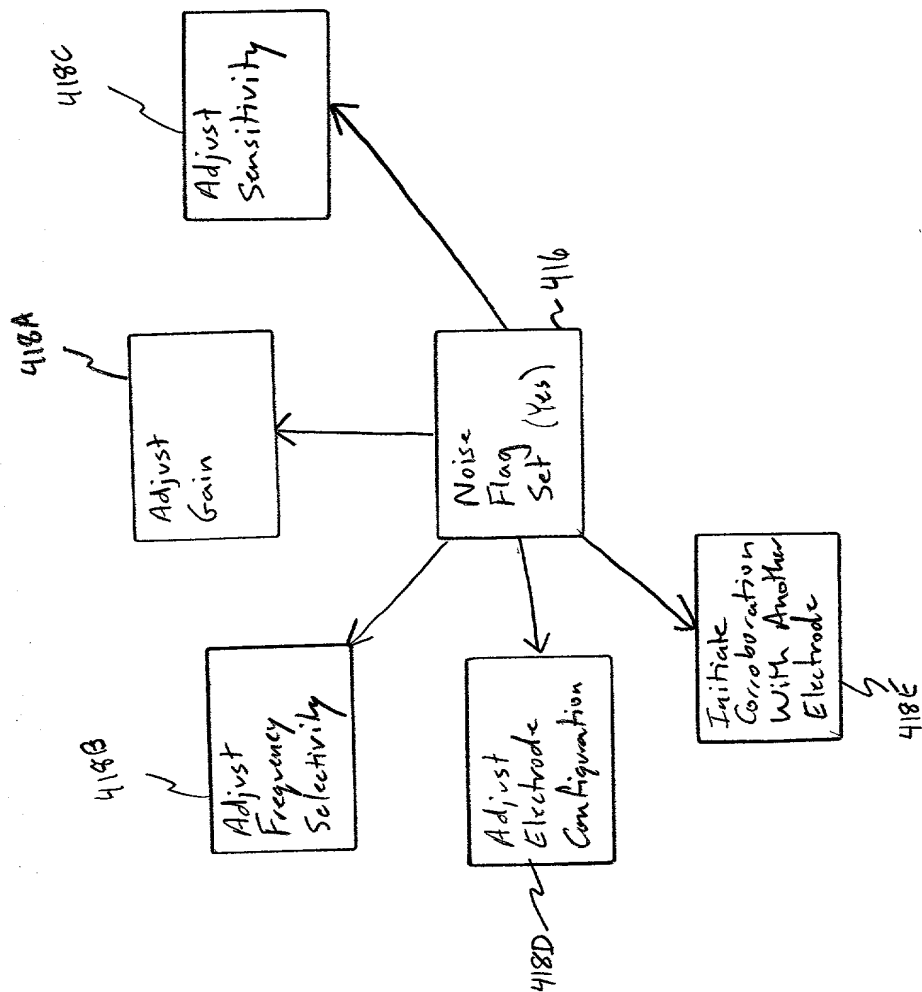 418A
Adjust
Gain
418C
Adjust
Sensitivity
418B
Adjust
Frequency
Selectivity
Noise
Flag
Set (Yes)
416
418D
Adjust
Electrode
Configuration
Initiate
Corroboration
With Another
Electrode
418E